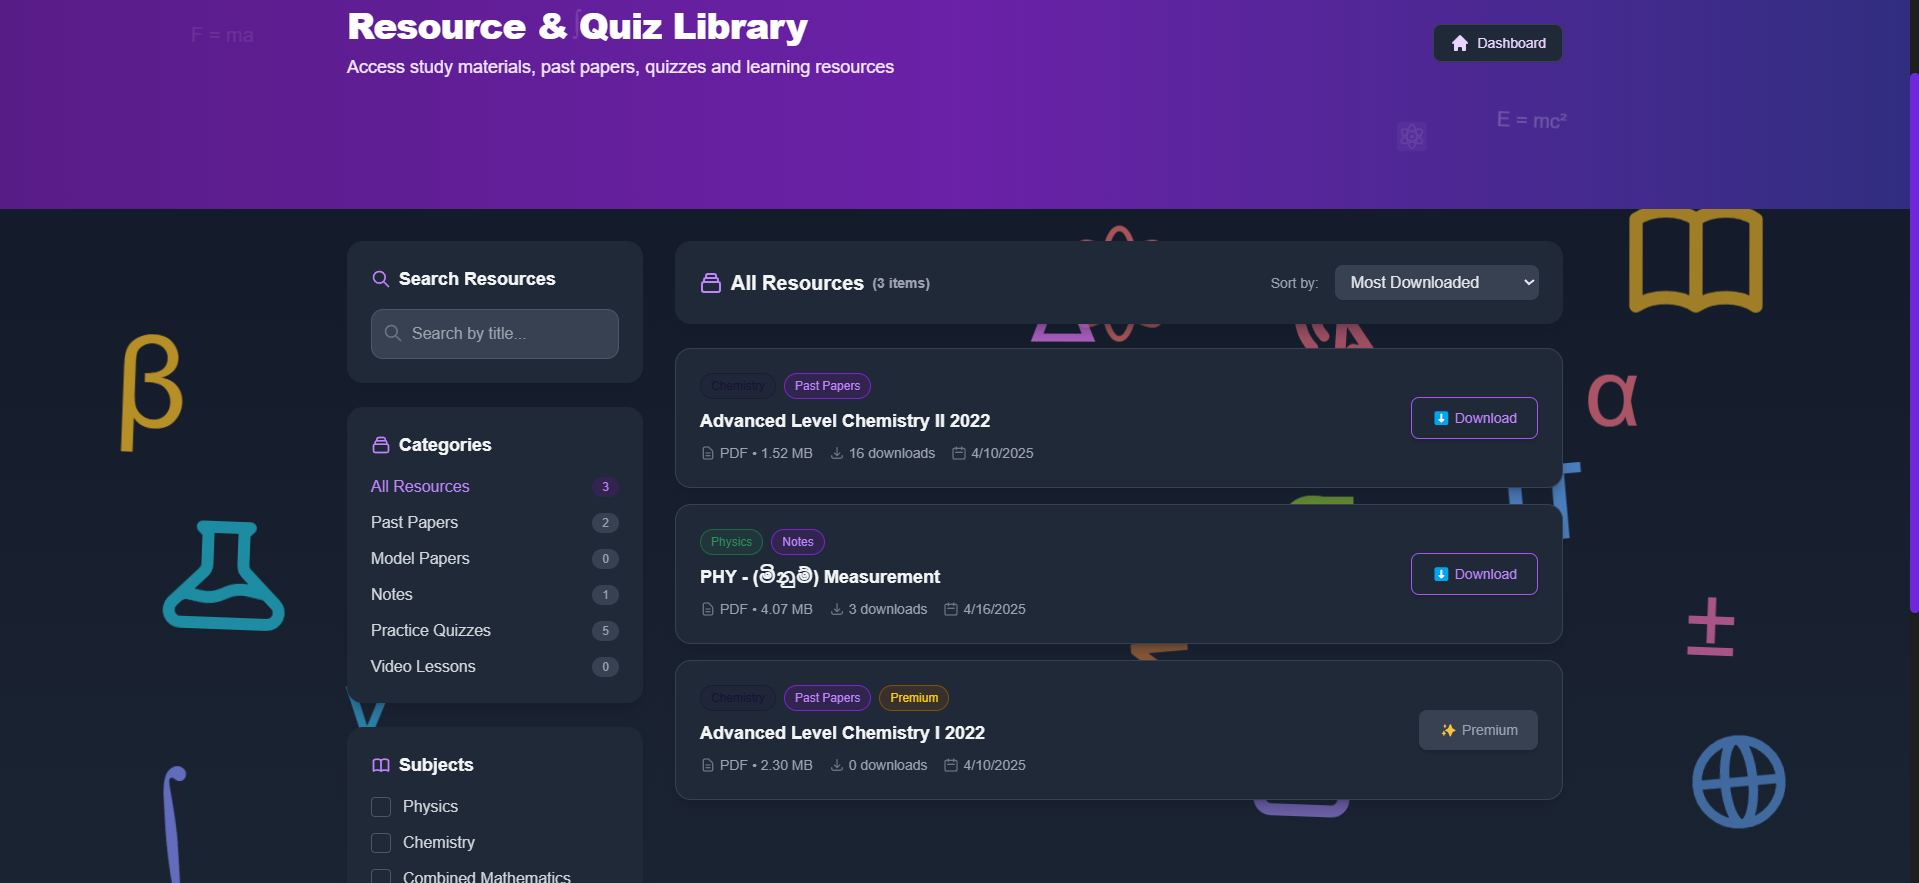 F = ma
Resource & Quiz Library
Access study materials, past papers, quizzes and learning resources
Dashboard
E = mc²
Search Resources
Search by title...
Categories
All Resources 3
Past Papers 2
Model Papers 0
Notes 1
Practice Quizzes 5
Video Lessons 0
Subjects
Physics
Chemistry
Combined Mathematics
All Resources (3 items)
Sort by: Most Downloaded
Chemistry Past Papers
Advanced Level Chemistry II 2022
PDF • 1.52 MB 16 downloads 4/10/2025
Download
Physics Notes
PHY - (මිනුම්) Measurement
PDF • 4.07 MB 3 downloads 4/16/2025
Download
Chemistry Past Papers Premium
Advanced Level Chemistry I 2022
PDF • 2.30 MB 0 downloads 4/10/2025
✨ Premium
β
α
±
∫